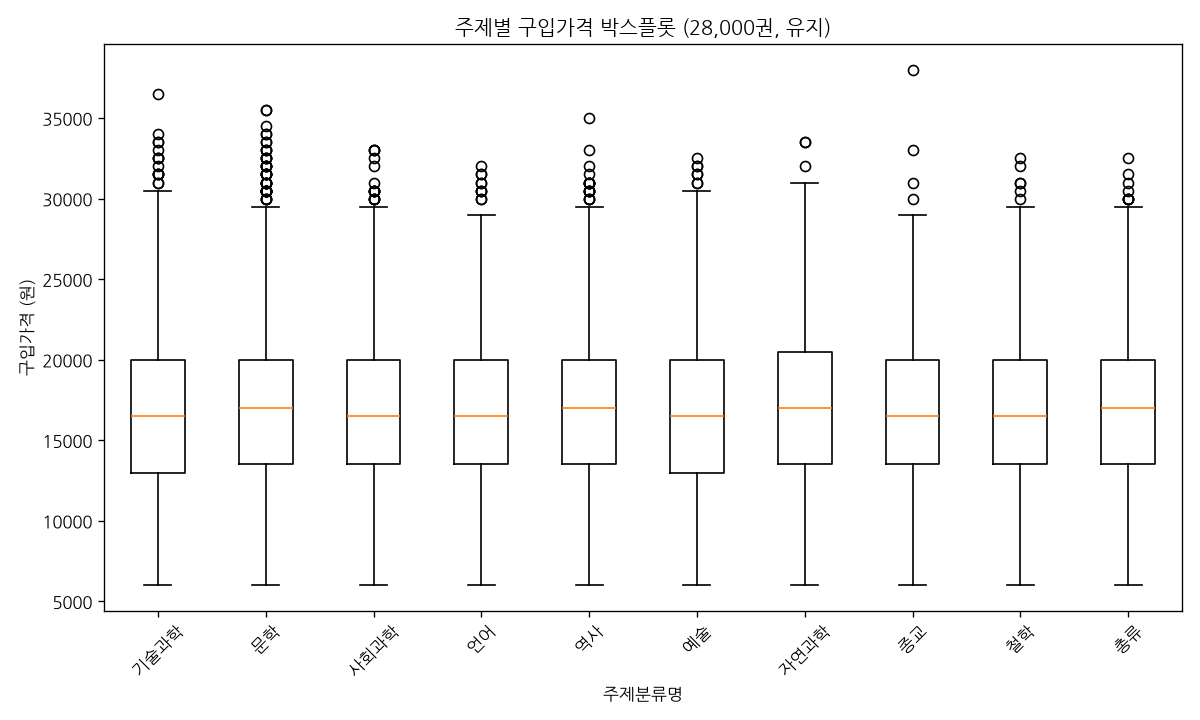 주제별 구입가격 박스플롯 (28,000권, 유지)
구입가격 (원)
35000
30000
25000
20000
15000
10000
5000
기술과학
문학
사회과학
언어
역사
예술
자연과학
종교
철학
총류
주제분류명